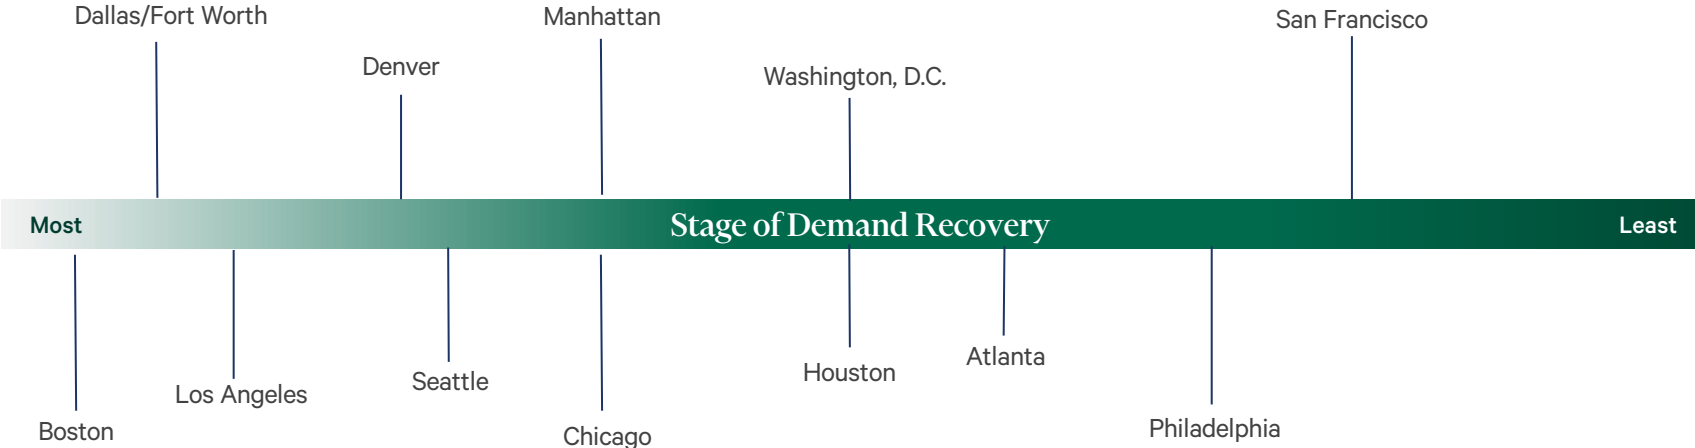 Dallas/Fort Worth
Manhattan
San Francisco
Denver
Washington, D.C.
Most
Stage of Demand Recovery
Least
Boston
Los Angeles
Seattle
Chicago
Houston
Atlanta
Philadelphia